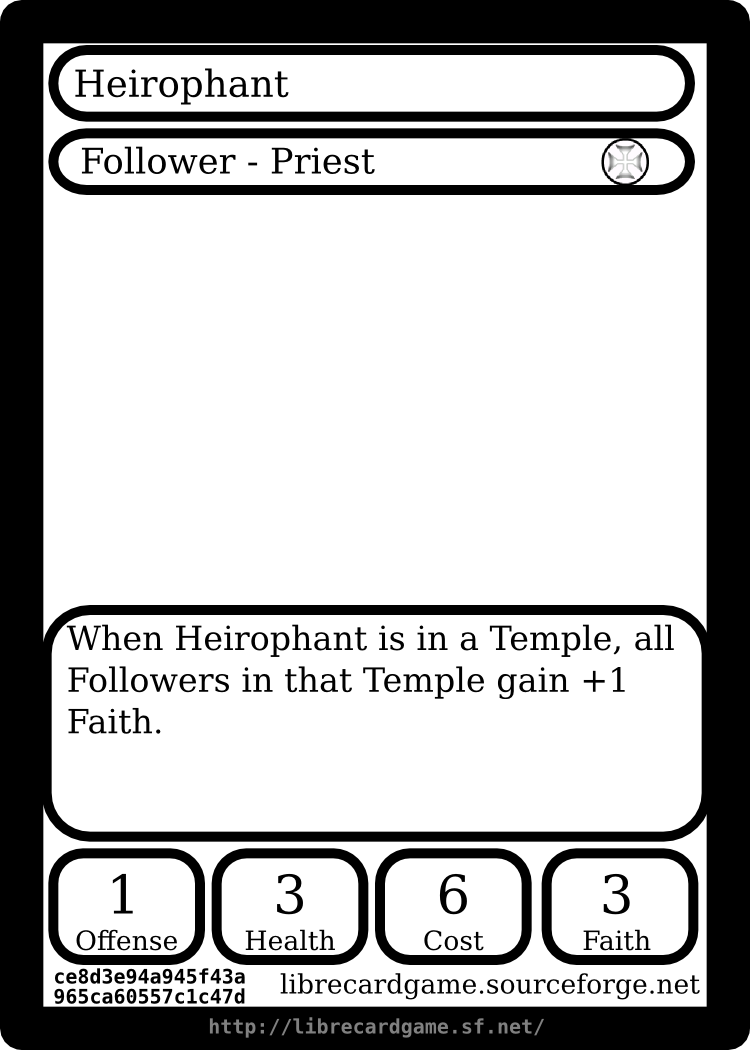 Heirophant
Follower - Priest
When Heirophant is in a Temple, all
Followers in that Temple gain +1
Faith.
1
Offense
3
Health
6
Cost
3
Faith
ce8d3e94a945f43a
965ca60557c1c47d
librecardgame.sourceforge.net
http://librecardgame.sf.net/